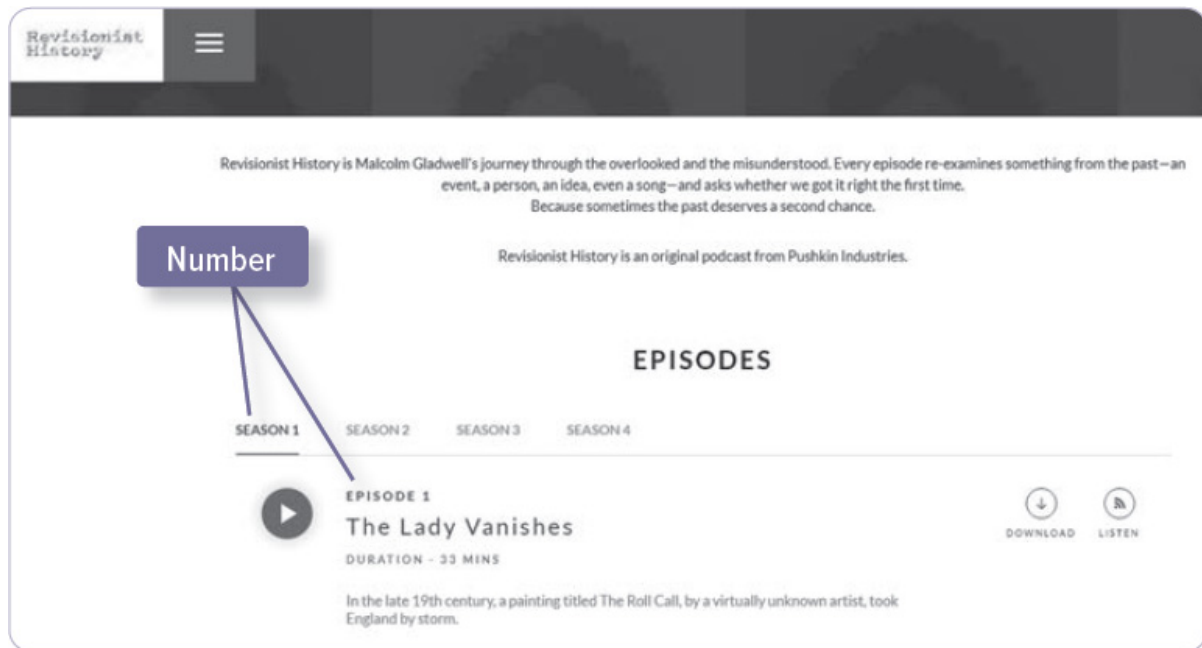 Revisionist
History
Revisionist History is Malcolm Gladwell's journey through the overlooked and the misunderstood. Every episode re-examines something from the past—an
event, a person, an idea, even a song—and asks whether we got it right the first time.
Because sometimes the past deserves a second chance.
Number
Revisionist History is an original podcast from Pushkin Industries.
EPISODES
SEASON 1 SEASON 2 SEASON 3 SEASON 4
EPISODE 1
The Lady Vanishes
DURATION - 33 MINS
DOWNLOAD LISTEN
In the late 19th century, a painting titled The Roll Call, by a virtually unknown artist, took
England by storm.